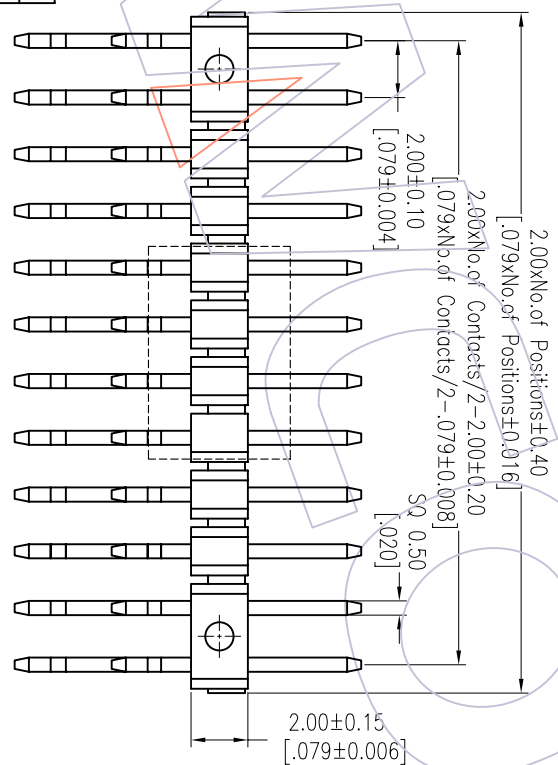 2.00xNo.of Positions±0.40
[.079xNo.of Positions±0.016]
2.00xNo.of Contacts/2-2.00±0.20
[.079xNo.of Contacts/2-.079±0.008]
2.00±0.10
[.079±0.004]
SQ 0.50
[.020]
2.00±0.15
[.079±0.006]